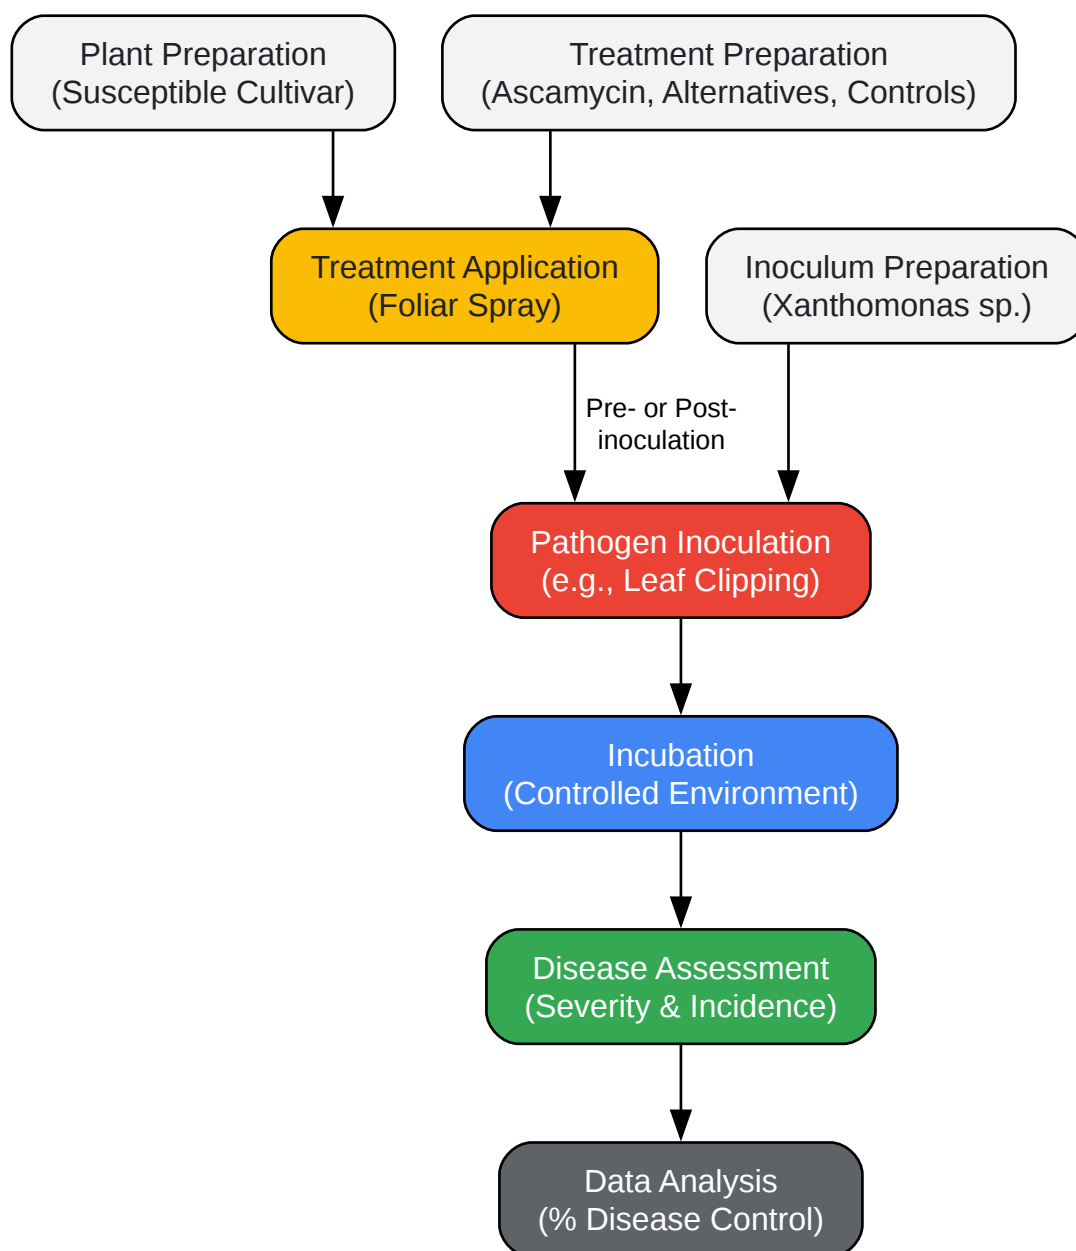 Plant Preparation
(Susceptible Cultivar)
Treatment Preparation
(Ascamycin, Alternatives, Controls)
Treatment Application
(Foliar Spray)
Inoculum Preparation
(Xanthomonas sp.)
Pre- or Post-
inoculation
Pathogen Inoculation
(e.g., Leaf Clipping)
Incubation
(Controlled Environment)
Disease Assessment
(Severity & Incidence)
Data Analysis
(% Disease Control)